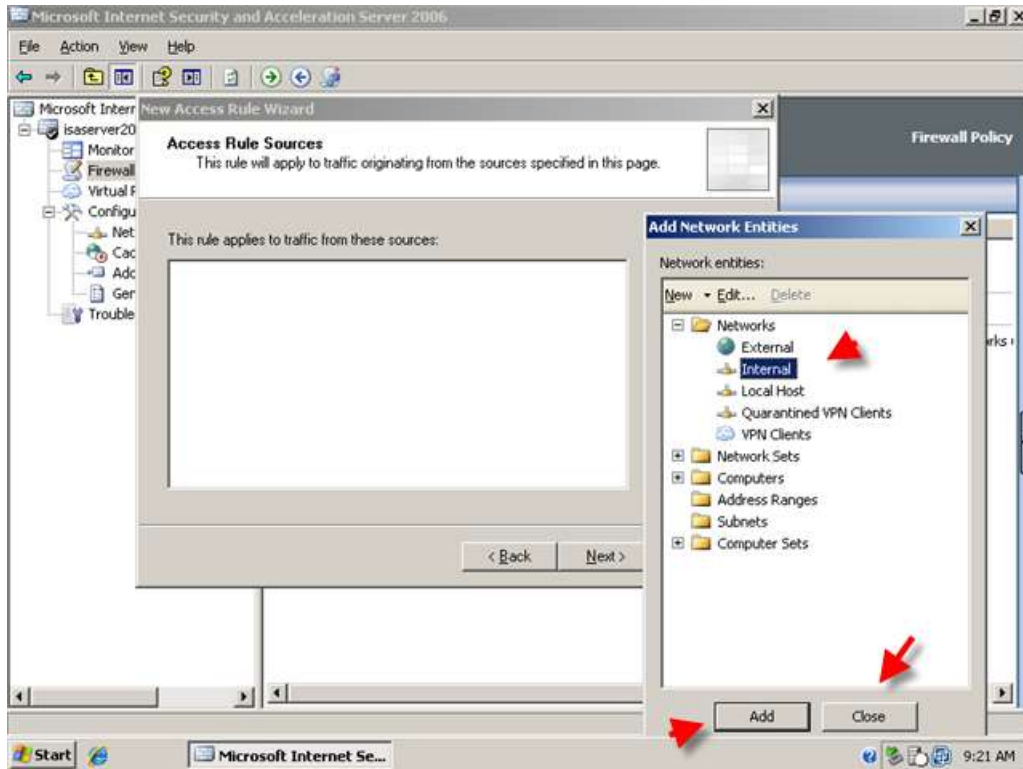 Microsoft Internet Security and Acceleration Server 2006
File Action View Help
Microsoft Interr
isaserver20
Monitor
Firewall
Virtual F
Configu
Net
Cac
Add
Ger
Trouble
New Access Rule Wizard
Access Rule Sources
This rule will apply to traffic originating from the sources specified in this page.
This rule applies to traffic from these sources:
< Back Next >
Firewall Policy
rks
Add Network Entities
Network entities:
New Edit... Delete
Networks
External
Internal
Local Host
Quarantined VPN Clients
VPN Clients
Network Sets
Computers
Address Ranges
Subnets
Computer Sets
Add Close
Start Microsoft Internet Se... 9:21 AM